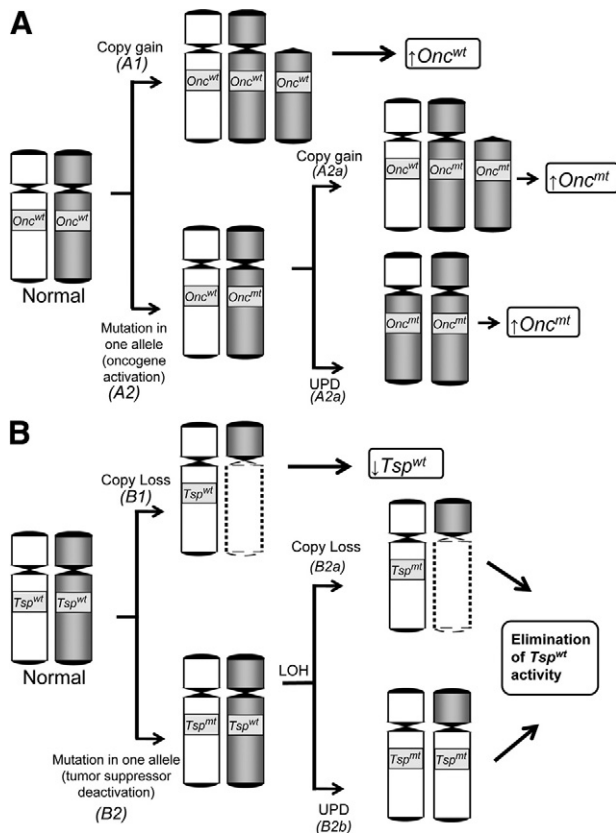 A
Copy gain
(A1)
Onc^wt Onc^wt Onc^wt
↑Onc^wt
Onc^wt Onc^wt
Normal
Mutation in
one allele
(oncogene
activation)
(A2)
Onc^wt Onc^mt
Copy gain
(A2a)
Onc^wt Onc^mt Onc^mt
↑Onc^mt
UPD
(A2a)
Onc^mt Onc^mt
↑Onc^mt
B
Copy Loss
(B1)
Tsp^wt
↓Tsp^wt
Tsp^wt Tsp^wt
Normal
Mutation in one allele
(tumor suppressor
deactivation)
(B2)
Tsp^mt Tsp^wt
LOH
Copy Loss
(B2a)
Tsp^mt
UPD
(B2b)
Tsp^mt Tsp^mt
Elimination
of Tsp^wt
activity